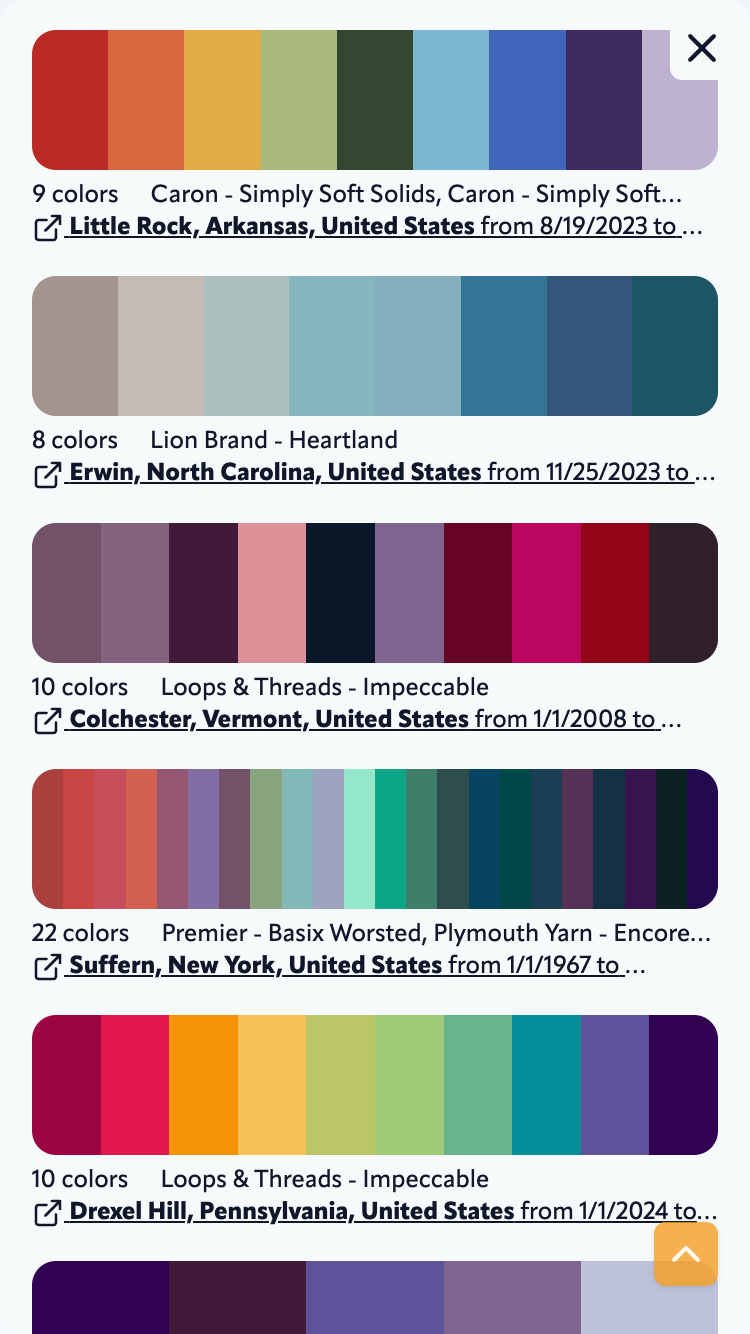 9 colors Caron - Simply Soft Solids, Caron - Simply Soft...
Little Rock, Arkansas, United States from 8/19/2023 to ...
8 colors Lion Brand - Heartland
Erwin, North Carolina, United States from 11/25/2023 to ...
10 colors Loops & Threads - Impeccable
Colchester, Vermont, United States from 1/1/2008 to ...
22 colors Premier - Basix Worsted, Plymouth Yarn - Encore...
Suffern, New York, United States from 1/1/1967 to ...
10 colors Loops & Threads - Impeccable
Drexel Hill, Pennsylvania, United States from 1/1/2024 to...